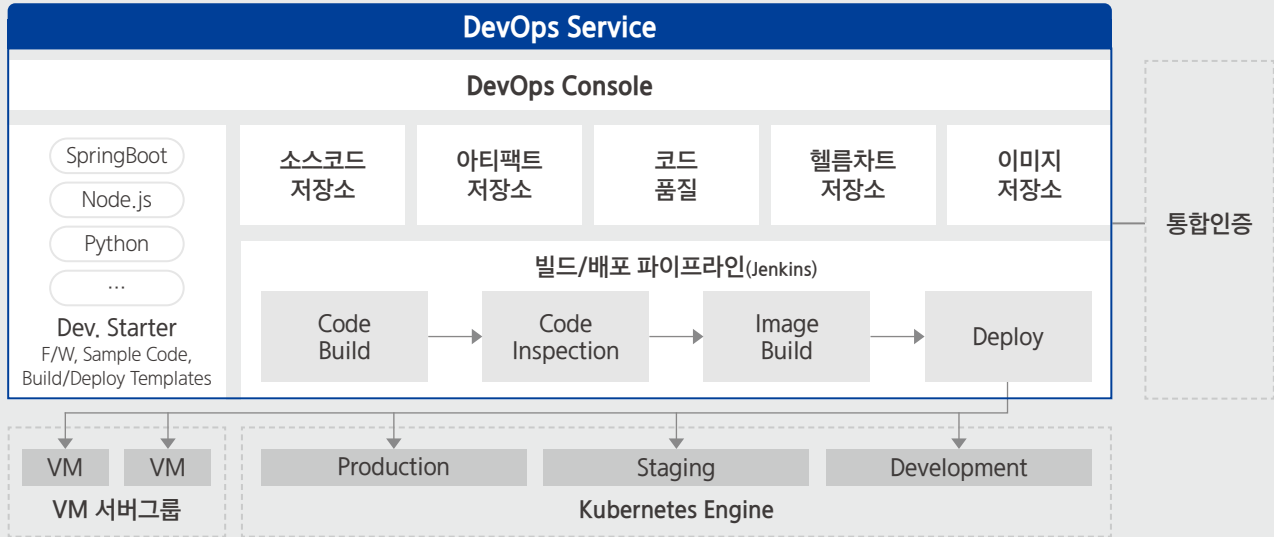 DevOps Service
DevOps Console
SpringBoot
Node.js
Python
...
Dev. Starter
F/W, Sample Code,
Build/Deploy Templates
소스코드
저장소
아티팩트
저장소
코드
품질
헬름차트
저장소
이미지
저장소
빌드/배포 파이프라인(Jenkins)
Code
Build
Code
Inspection
Image
Build
Deploy
통합인증
VM
VM
VM 서버그룹
Production
Staging
Development
Kubernetes Engine